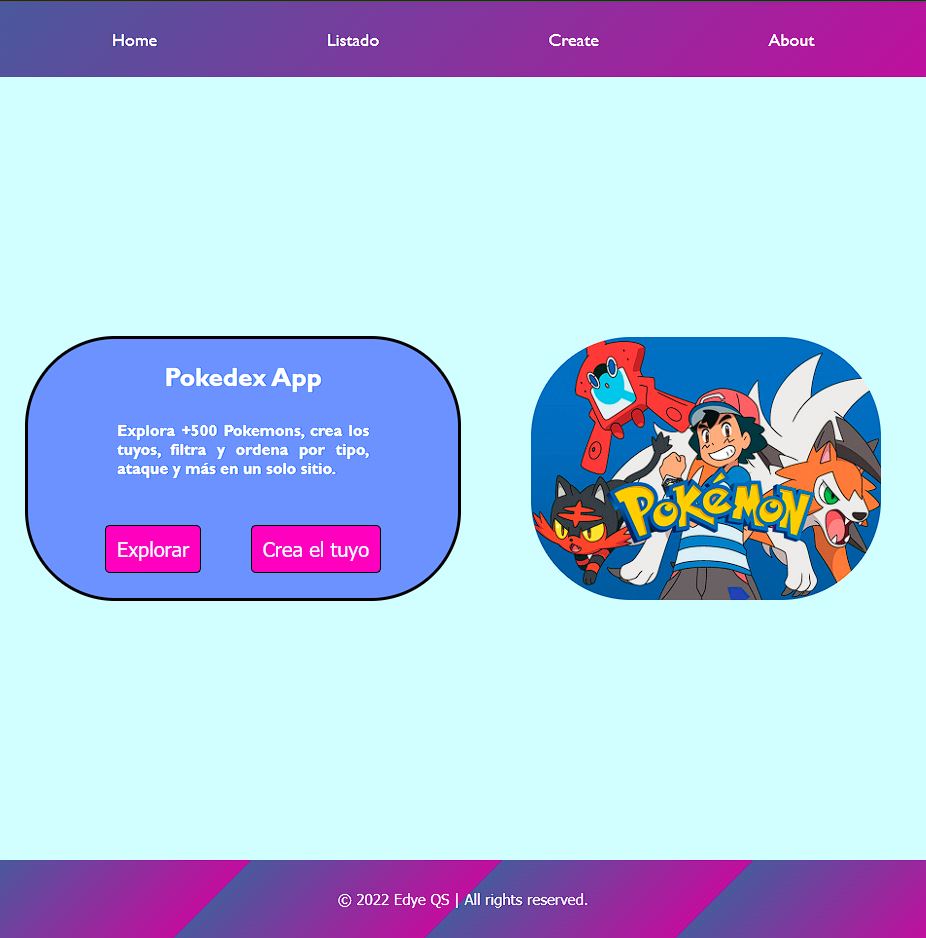 Home Listado Create About
Pokedex App
Explora +500 Pokemons, crea los
tuyos, filtra y ordena por tipo,
ataque y más en un solo sitio.
Explorar Crea el tuyo
POKéMON
© 2022 Edye QS | All rights reserved.